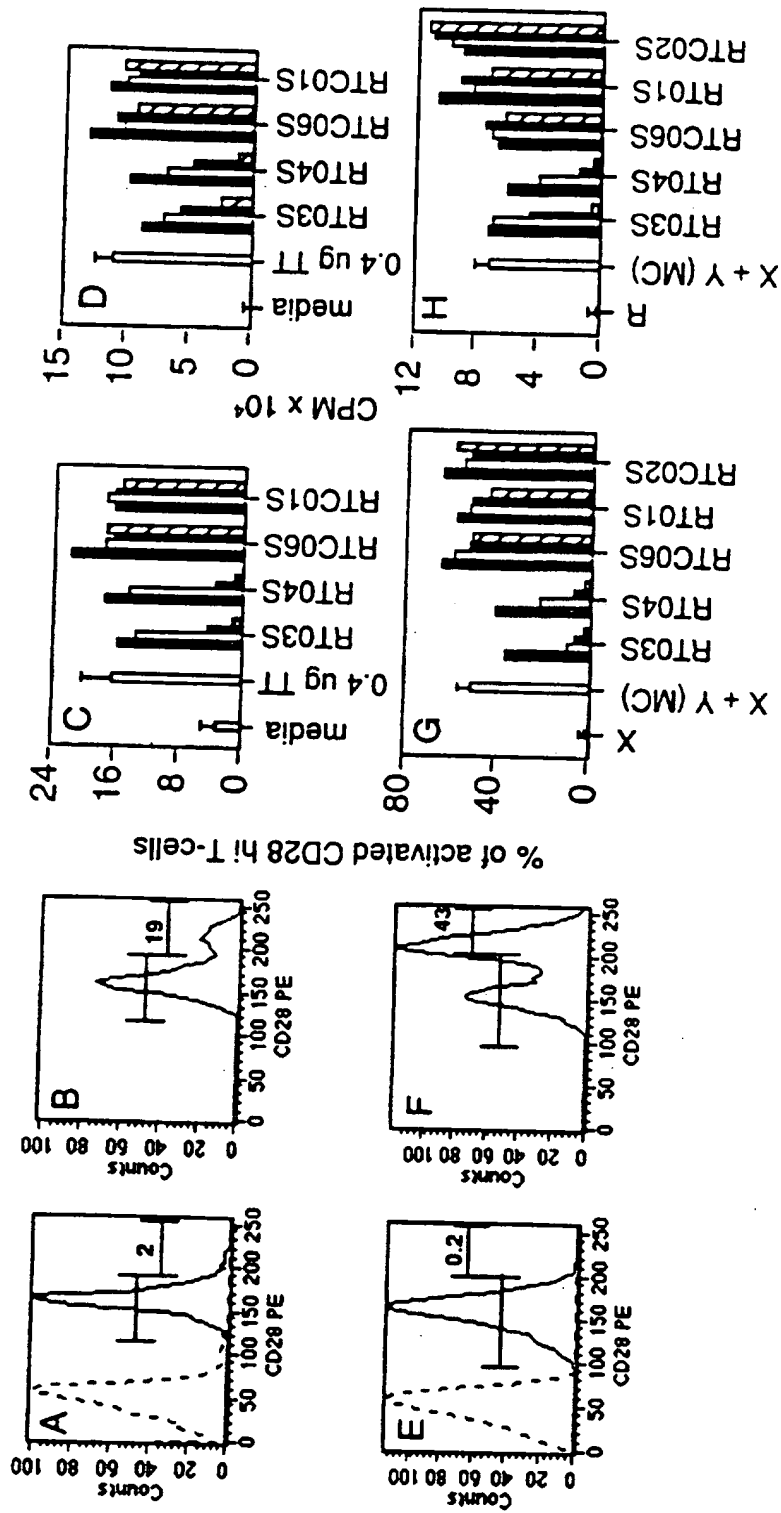 A
Counts
100 80 60 40 20 0
2
0 50 100 150 200 250
CD28 PE
B
Counts
100 80 60 40 20 0
19
0 50 100 150 200 250
CD28 PE
E
Counts
100 80 60 40 20 0
0.2
0 50 100 150 200 250
CD28 PE
F
Counts
100 80 60 40 20 0
43
0 50 100 150 200 250
CD28 PE
% of activated CD28 hi T-cells
C
24
16
8
0
media
0.4 ug TT
RT03S
RT04S
RTC06S
RTC01S
CPM x 10⁴
D
15
10
5
0
media
0.4 ug TT
RT03S
RT04S
RTC06S
RTC01S
G
80
40
0
X
X + Y (MC)
RT03S
RT04S
RTC06S
RT01S
RTC02S
H
12
8
4
0
R
X + Y (MC)
RT03S
RT04S
RTC06S
RT01S
RTC02S